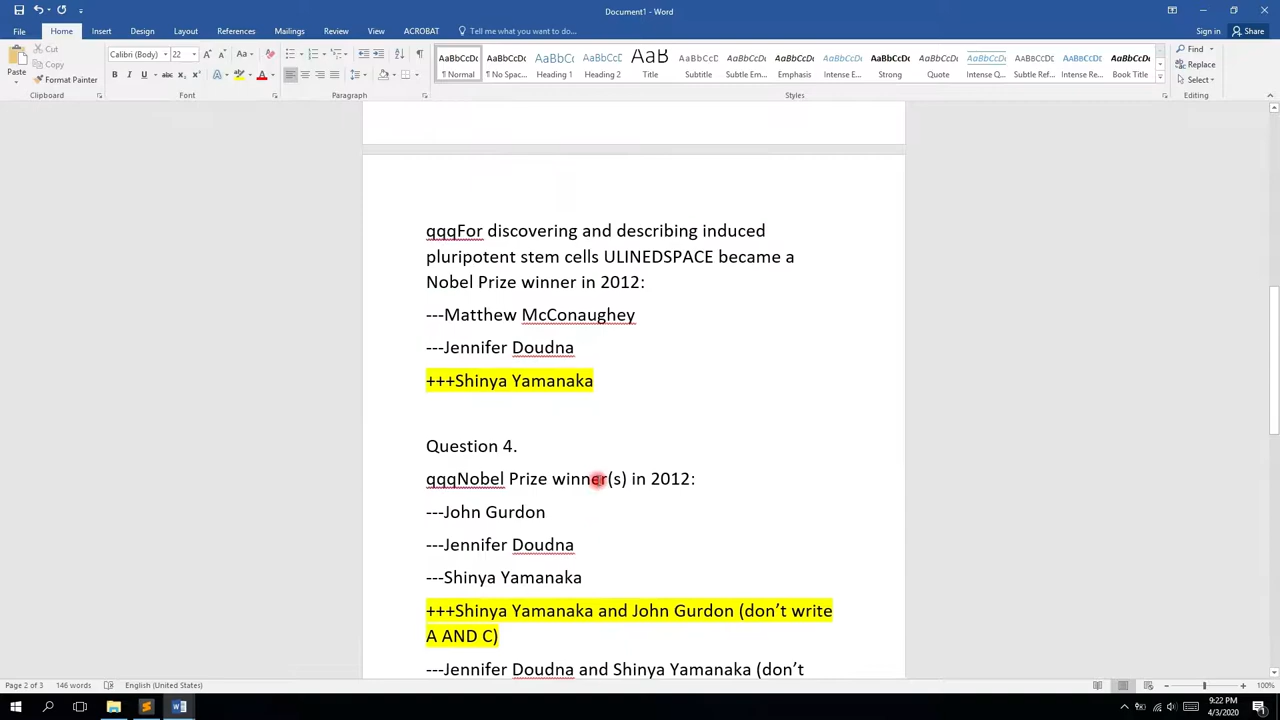 Document1 - Word
Sign in
Share
File
Home
Insert
Design
Layout
References
Mailings
Review
View
ACROBAT
Tell me what you want to do...
Paste
Cut
Copy
Format Painter
Clipboard
Calibri (Body)
22
Font
Paragraph
AaBbCcDc
¶ Normal
AaBbCcDc
¶ No Spac...
AaBbCc
Heading 1
AaBbCcC
Heading 2
AaB
Title
AaBbCcD
Subtitle
AaBbCcDt
Subtle Em...
AaBbCcDt
Emphasis
AaBbCcDt
Intense E...
AaBbCcDc
Strong
AaBbCcDt
Quote
AaBbCcDt
Intense Q...
AaBbCcDc
Subtle Ref...
AaBbCcDc
Intense Re...
AaBbCcDc
Book Title
Styles
Find
Replace
Select
Editing
qqqFor discovering and describing induced
pluripotent stem cells ULINEDSPACE became a
Nobel Prize winner in 2012:
---Matthew McConaughey
---Jennifer Doudna
+++Shinya Yamanaka
Question 4.
qqqNobel Prize winner(s) in 2012:
---John Gurdon
---Jennifer Doudna
---Shinya Yamanaka
+++Shinya Yamanaka and John Gurdon (don’t write
A AND C)
---Jennifer Doudna and Shinya Yamanaka (don’t
Page 2 of 3
146 words
English (United States)
100%
9:22 PM
4/3/2020